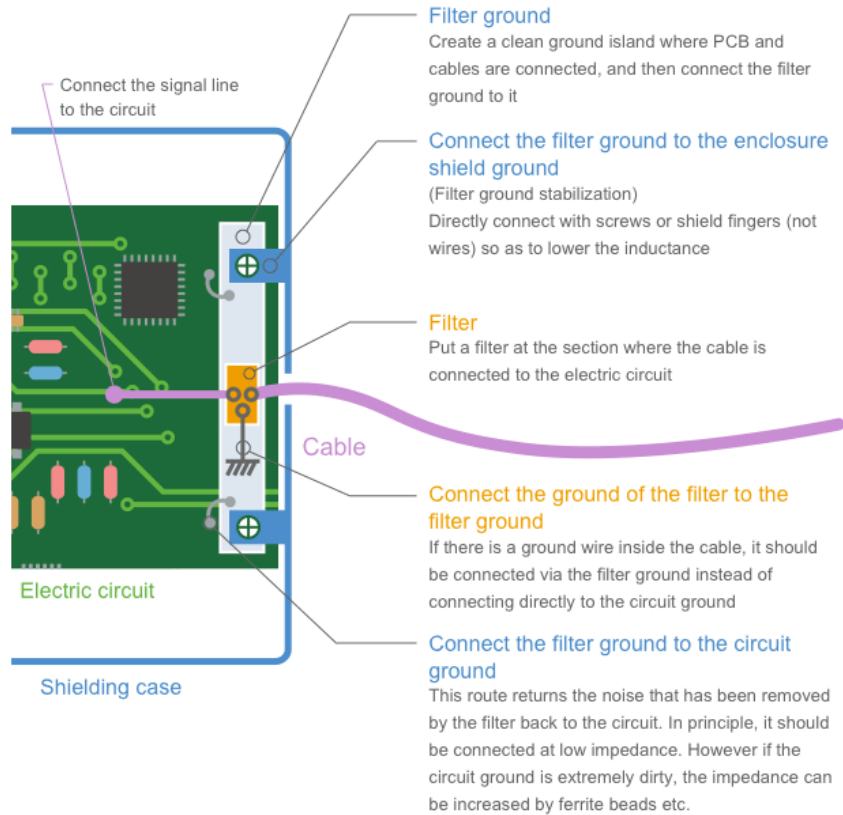 Filter ground
Create a clean ground island where PCB and
cables are connected, and then connect the filter
ground to it
Connect the signal line
to the circuit
Connect the filter ground to the enclosure
shield ground
(Filter ground stabilization)
Directly connect with screws or shield fingers (not
wires) so as to lower the inductance
Filter
Put a filter at the section where the cable is
connected to the electric circuit
Cable
Connect the ground of the filter to the
filter ground
If there is a ground wire inside the cable, it should
be connected via the filter ground instead of
connecting directly to the circuit ground
Electric circuit
Connect the filter ground to the circuit
ground
This route returns the noise that has been removed
by the filter back to the circuit. In principle, it should
be connected at low impedance. However if the
circuit ground is extremely dirty, the impedance can
be increased by ferrite beads etc.
Shielding case